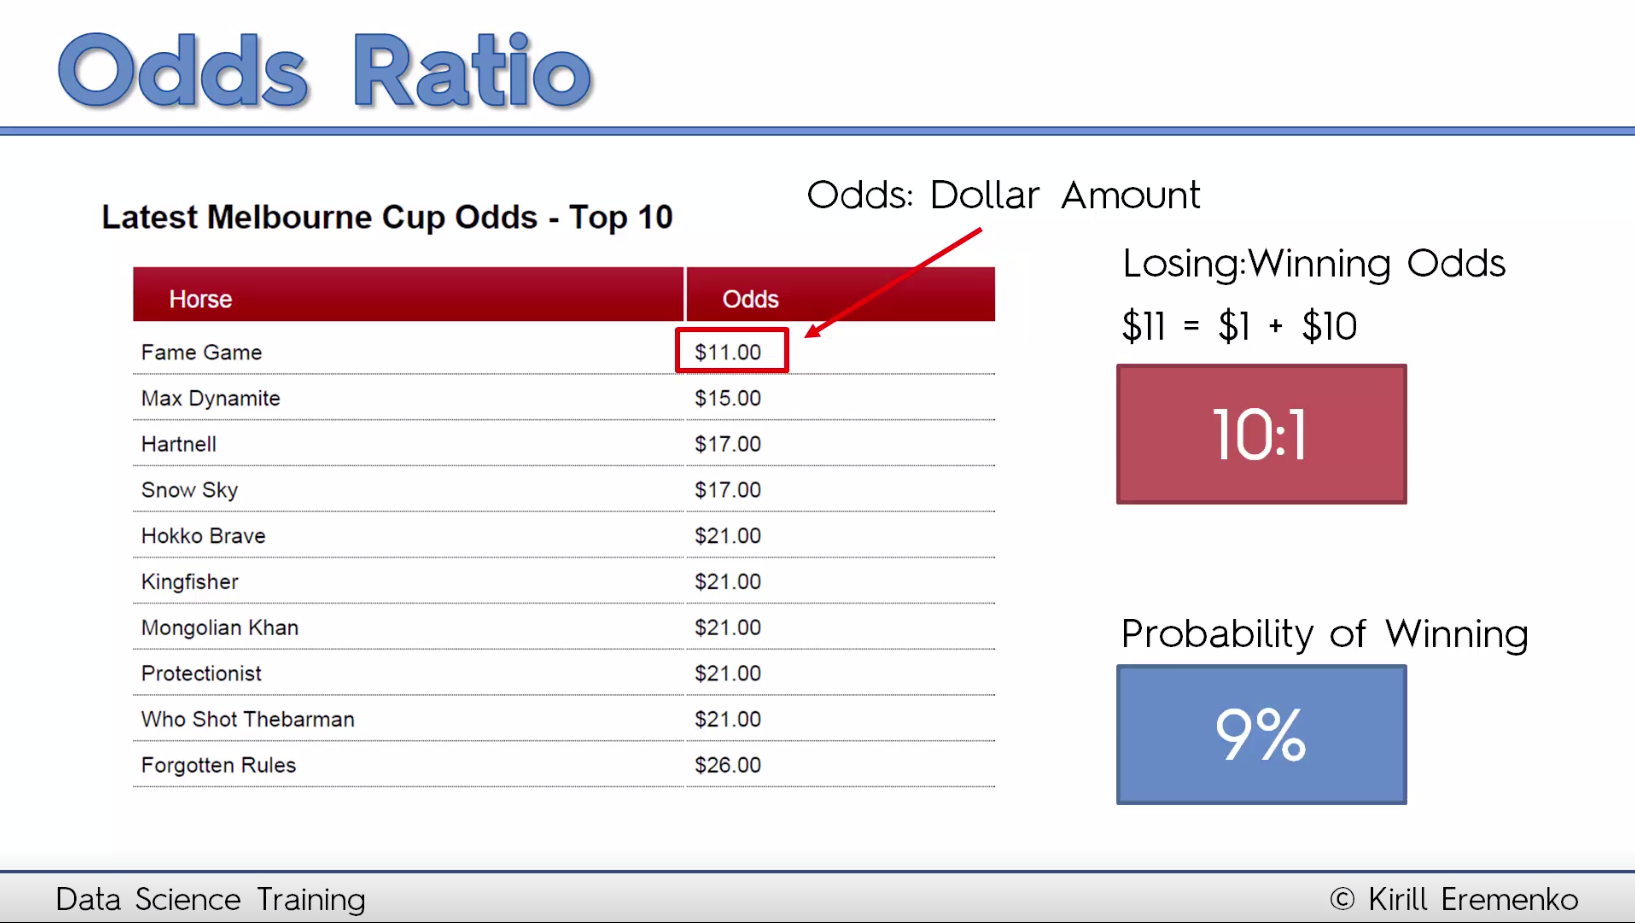 Odds Ratio
Odds: Dollar Amount
Latest Melbourne Cup Odds - Top 10
Horse Odds
Fame Game $11.00
Max Dynamite $15.00
Hartnell $17.00
Snow Sky $17.00
Hokko Brave $21.00
Kingfisher $21.00
Mongolian Khan $21.00
Protectionist $21.00
Who Shot Thebarman $21.00
Forgotten Rules $26.00
Losing:Winning Odds
$11 = $1 + $10
10:1
Probability of Winning
9%
Data Science Training
© Kirill Eremenko